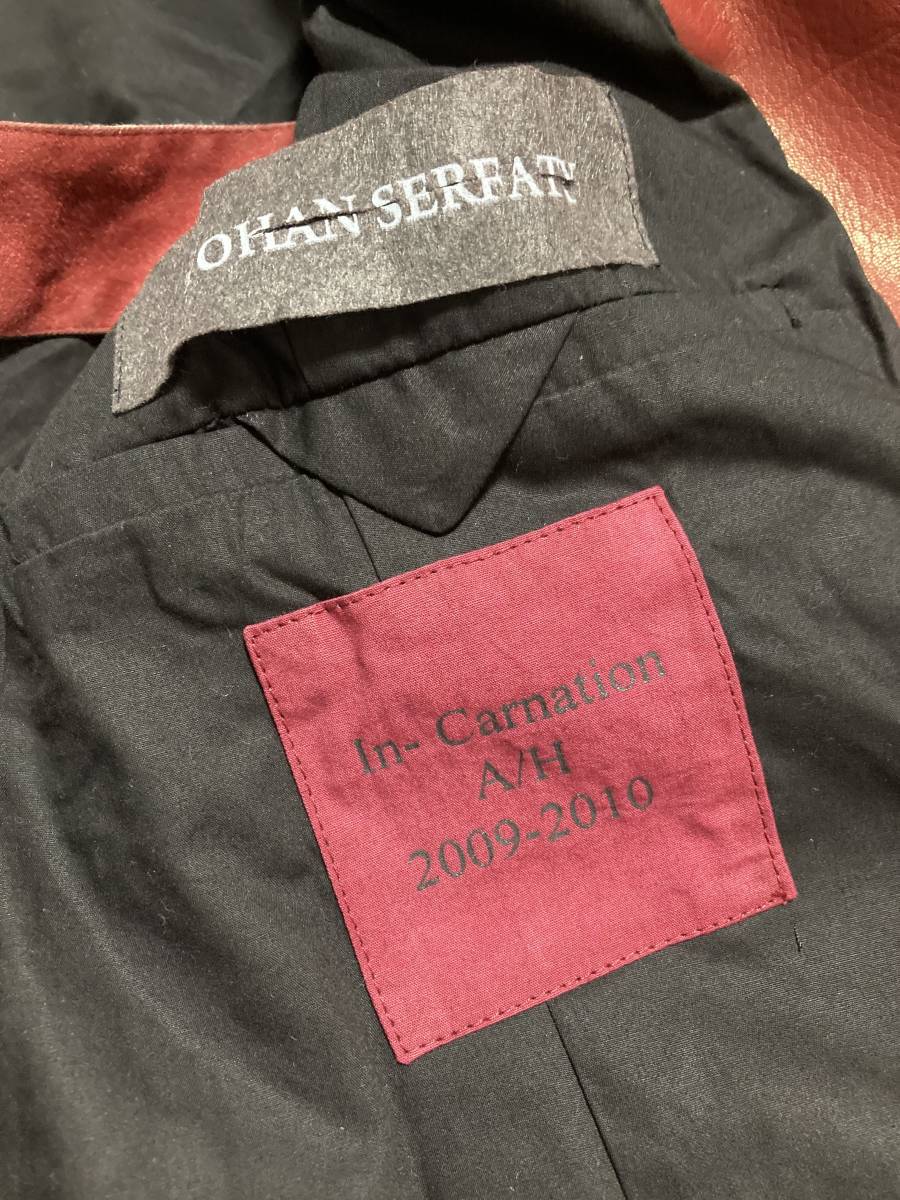 OHAN SERFATY
In- Carnation
A/H
2009-2010